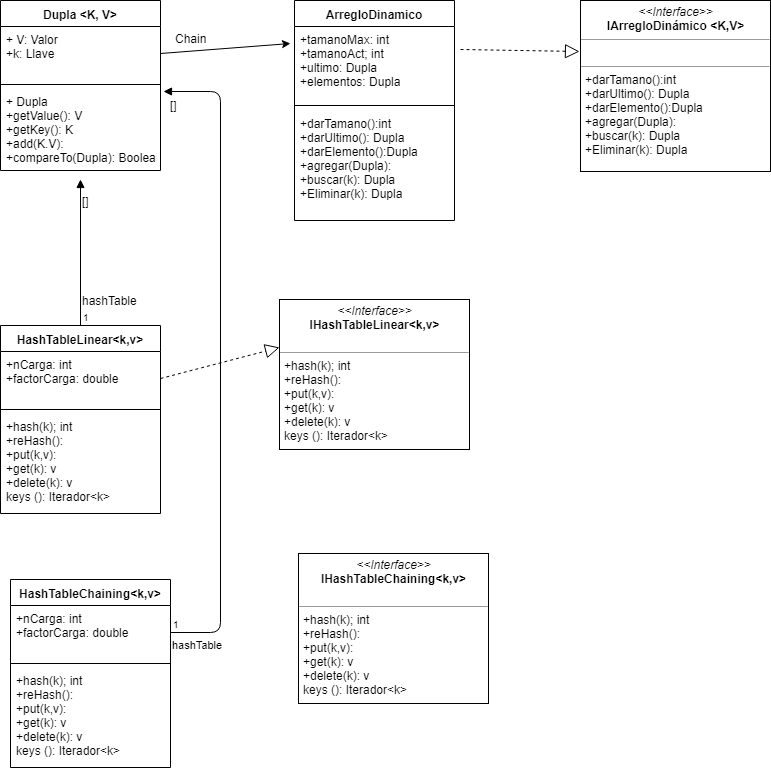 Dupla <K, V>
+ V: Valor
+k: Llave
+ Dupla
+getValue(): V
+getKey(): K
+add(K.V):
+compareTo(Dupla): Boolea
Chain
[]
ArregloDinamico
+tamanoMax: int
+tamanoAct; int
+ultimo: Dupla
+elementos: Dupla
+darTamano():int
+darUltimo(): Dupla
+darElemento():Dupla
+agregar(Dupla):
+buscar(k): Dupla
+Eliminar(k): Dupla
<<Interface>>
IArregloDinámico <K,V>
+darTamano():int
+darUltimo(): Dupla
+darElemento():Dupla
+agregar(Dupla):
+buscar(k): Dupla
+Eliminar(k): Dupla
[]
hashTable
1
HashTableLinear<k,v>
+nCarga: int
+factorCarga: double
+hash(k); int
+reHash():
+put(k,v):
+get(k): v
+delete(k): v
keys (): Iterador<k>
<<Interface>>
IHashTableLinear<k,v>
+hash(k); int
+reHash():
+put(k,v):
+get(k): v
+delete(k): v
keys (): Iterador<k>
HashTableChaining<k,v>
+nCarga: int
+factorCarga: double
+hash(k); int
+reHash():
+put(k,v):
+get(k): v
+delete(k): v
keys (): Iterador<k>
1
hashTable
<<Interface>>
IHashTableChaining<k,v>
+hash(k); int
+reHash():
+put(k,v):
+get(k): v
+delete(k): v
keys (): Iterador<k>